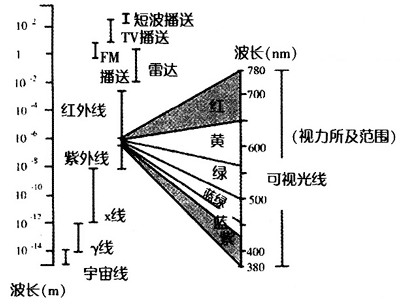 10² 短波播送
TV播送
1 FM 波长(nm)
播送 雷达 780
10⁻² 700
10⁻⁴ 红外线 红
10⁻⁶ 黄 600 (视力所及范围)
紫外线
10⁻⁸ 绿 可视光线
10⁻¹⁰ 蓝绿 500
10⁻¹² x线 蓝
紫
10⁻¹⁴ γ线 400
宇宙线 380
波长(m)